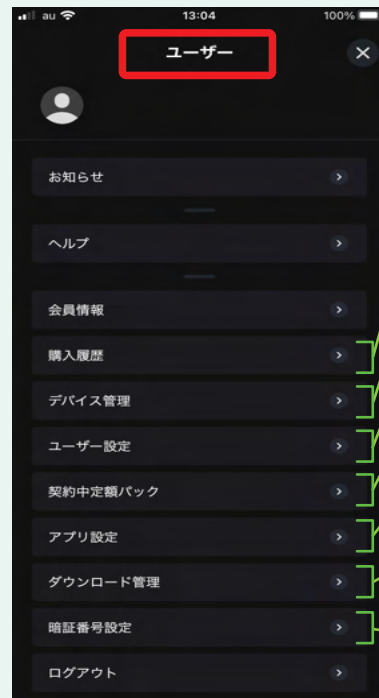 au 13:04 100%
ユーザー
お知らせ
ヘルプ
会員情報
購入履歴
デバイス管理
ユーザー設定
契約中定額パック
アプリ設定
ダウンロード管理
暗証番号設定
ログアウト